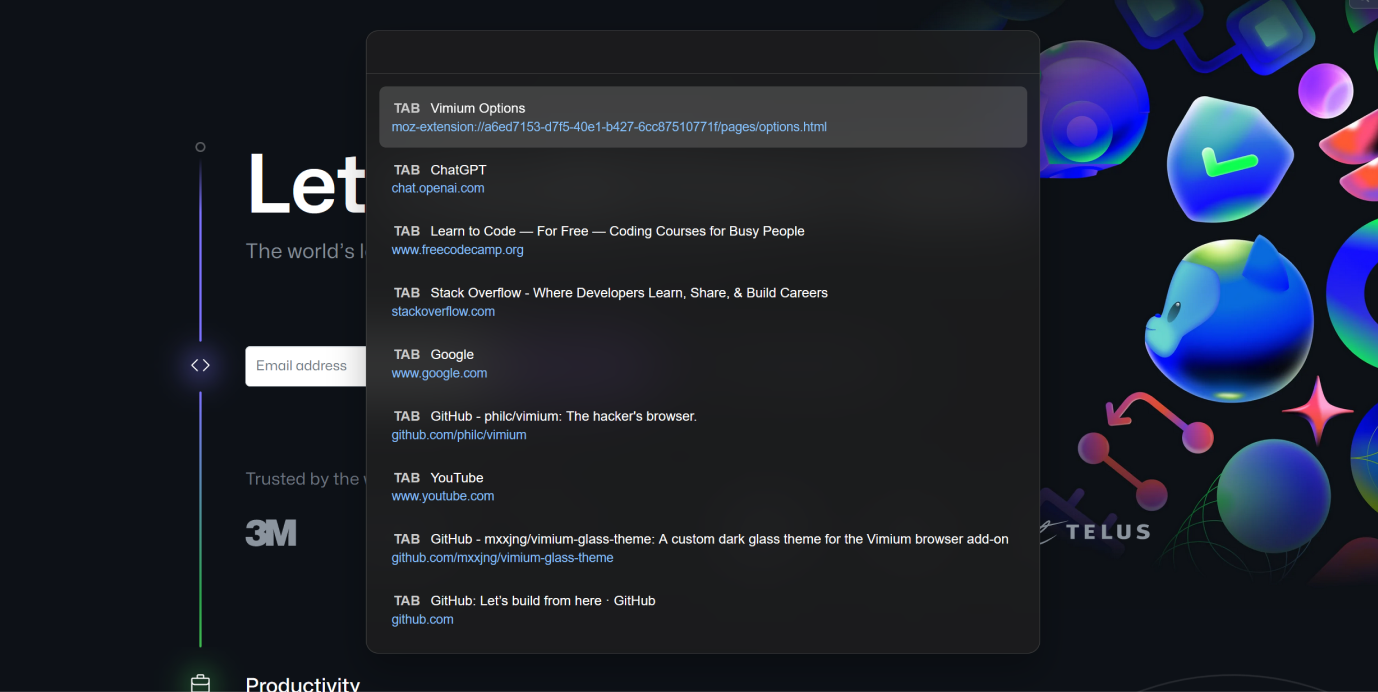 TAB Vimium Options
moz-extension://a6ed7153-d7f5-40e1-b427-6cc87510771f/pages/options.html
TAB ChatGPT
chat.openai.com
TAB Learn to Code — For Free — Coding Courses for Busy People
www.freecodecamp.org
TAB Stack Overflow - Where Developers Learn, Share, & Build Careers
stackoverflow.com
TAB Google
www.google.com
TAB GitHub - philc/vimium: The hacker's browser.
github.com/philc/vimium
TAB YouTube
www.youtube.com
TAB GitHub - mxxjng/vimium-glass-theme: A custom dark glass theme for the Vimium browser add-on
github.com/mxxjng/vimium-glass-theme
TAB GitHub: Let's build from here · GitHub
github.com
Let
The world's l
Email address
Trusted by the
3M
TELUS
Productivity